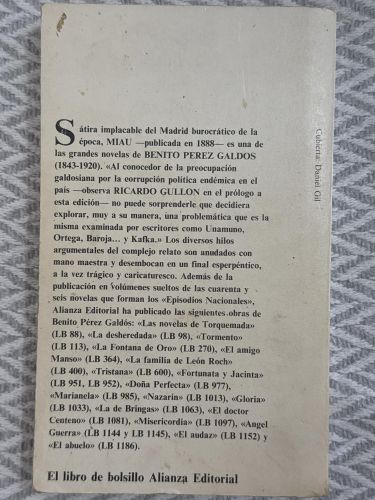 Sátira implacable del Madrid burocrático de la
época, MIAU —publicada en 1888— es una de
las grandes novelas de BENITO PEREZ GALDOS
(1843-1920). «Al conocedor de la preocupación
galdosiana por la corrupción política endémica en el
país —observa RICARDO GULLON en el prólogo a
esta edición— no puede sorprenderle que decidiera
explorar, muy a su manera, una problemática que es la
misma examinada por escritores como Unamuno,
Ortega, Baroja... y Kafka.» Los diversos hilos
argumentales del complejo relato son anudados con
mano maestra y desembocan en un final esperpéntico,
a la vez trágico y caricaturesco. Además de la
publicación en volúmenes sueltos de las cuarenta y
seis novelas que forman los «Episodios Nacionales»,
Alianza Editorial ha publicado las siguientes obras de
Benito Pérez Galdós: «Las novelas de Torquemada»
(LB 88), «La desheredada» (LB 98), «Tormento»
(LB 113), «La Fontana de Oro» (LB 270), «El amigo
Manso» (LB 364), «La familia de León Roch»
(LB 400), «Tristana» (LB 600), «Fortunata y Jacinta»
(LB 951, LB 952), «Doña Perfecta» (LB 977),
«Marianela» (LB 985), «Nazarín» (LB 1013), «Gloria»
(LB 1033), «La de Bringas» (LB 1063), «El doctor
Centeno» (LB 1081), «Misericordia» (LB 1097), «Angel
Guerra» (LB 1144 y LB 1145), «El audaz» (LB 1152) y
«El abuelo» (LB 1186).
El libro de bolsillo Alianza Editorial
Cubierta: Daniel Gil